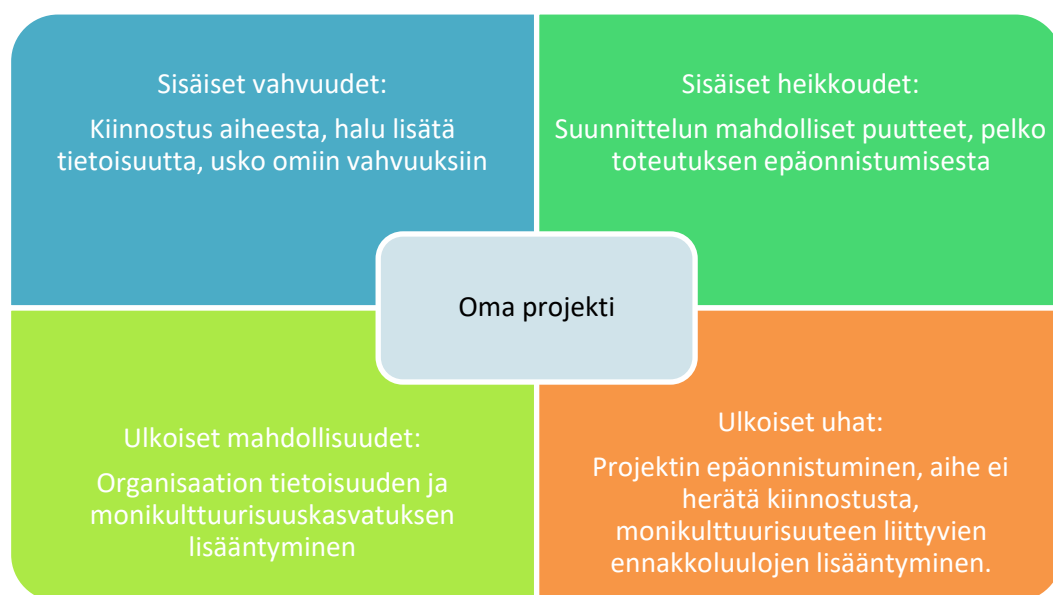 Sisäiset vahvuudet:
Kiinnostus aiheesta, halu lisätä
tietoisuutta, usko omiin vahvuuksiin
Sisäiset heikkoudet:
Suunnittelun mahdolliset puutteet, pelko
toteutuksen epäonnistumisesta
Oma projekti
Ulkoiset mahdollisuudet:
Organisaation tietoisuuden ja
monikulttuurisuuskasvatuksen
lisääntyminen
Ulkoiset uhat:
Projektin epäonnistuminen, aihe ei
herätä kiinnostusta,
monikulttuurisuuteen liittyvien
ennakkoluulojen lisääntyminen.